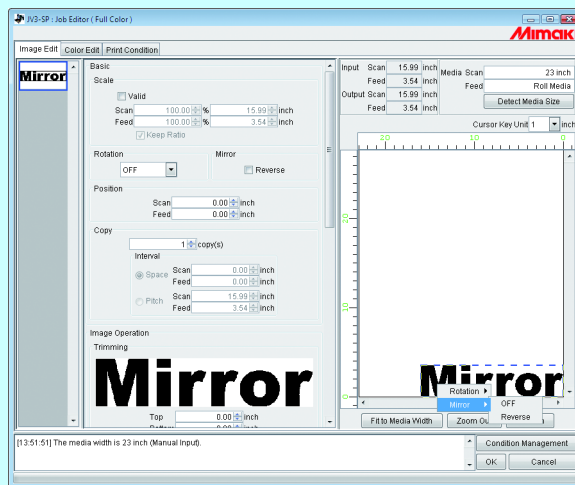 JV3-SP : Job Editor ( Full Color )
Mimaki
Image Edit Color Edit Print Condition
Mirror
Basic
Scale
Valid
Scan 100.00 % 15.99 inch
Feed 100.00 % 3.54 inch
Keep Ratio
Rotation Mirror
OFF Reverse
Position
Scan 0.00 inch
Feed 0.00 inch
Copy
1 copy(s)
Interval
Space Scan 0.00 inch
Feed 0.00 inch
Pitch Scan 15.99 inch
Feed 3.54 inch
Image Operation
Trimming
Mirror
Top 0.00 inch
Input Scan 15.99 inch
Feed 3.54 inch
Output Scan 15.99 inch
Feed 3.54 inch
Media Scan 23 inch
Feed Roll Media
Detect Media Size
Cursor Key Unit 1 inch
20 10 0
20
10
0
Mirror
Rotation
Mirror OFF
Reverse
Fit to Media Width Zoom
[13:51:51] The media width is 23 inch (Manual Input).
Condition Management
OK Cancel